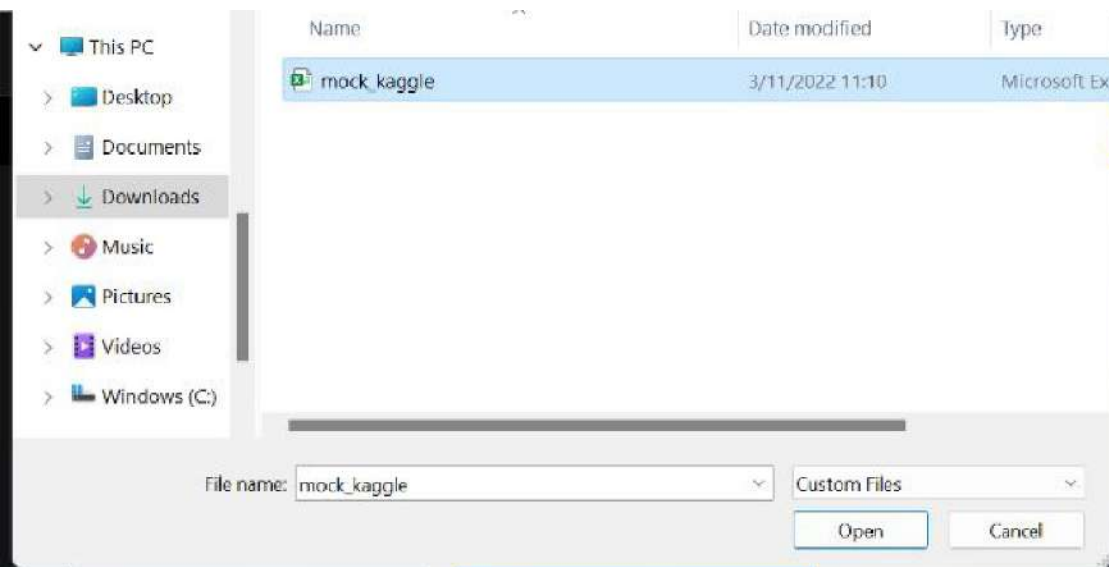 Name Date modified Type
This PC
mock_kaggle 3/11/2022 11:10 Microsoft Ex
Desktop
Documents
Downloads
Music
Pictures
Videos
Windows (C:)
File name: mock_kaggle Custom Files
Open Cancel